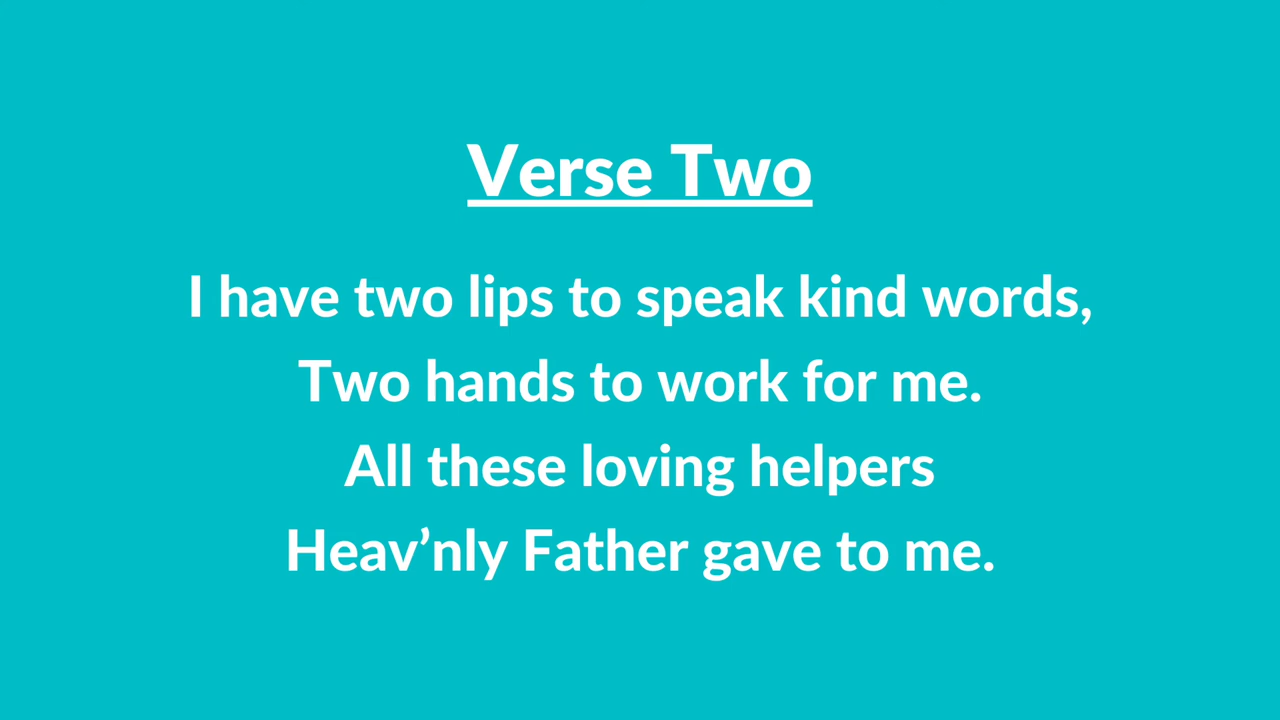 Verse Two
I have two lips to speak kind words,
Two hands to work for me.
All these loving helpers
Heav’nly Father gave to me.